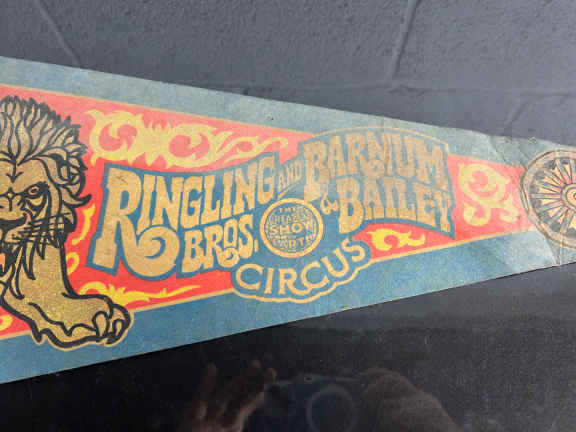 RINGLING BROS. AND BARNUM & BAILEY
THE
GREATEST
SHOW
ON EARTH
CIRCUS